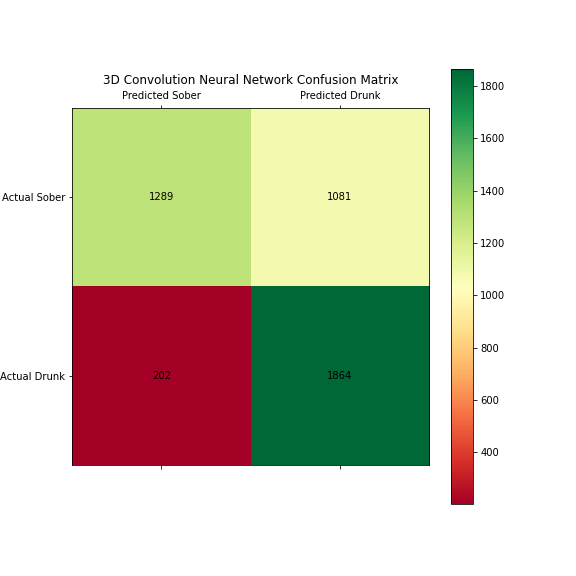 3D Convolution Neural Network Confusion Matrix
Predicted Sober
Predicted Drunk
Actual Sober
1289
1081
Actual Drunk
202
1864
1800
1600
1400
1200
1000
800
600
400